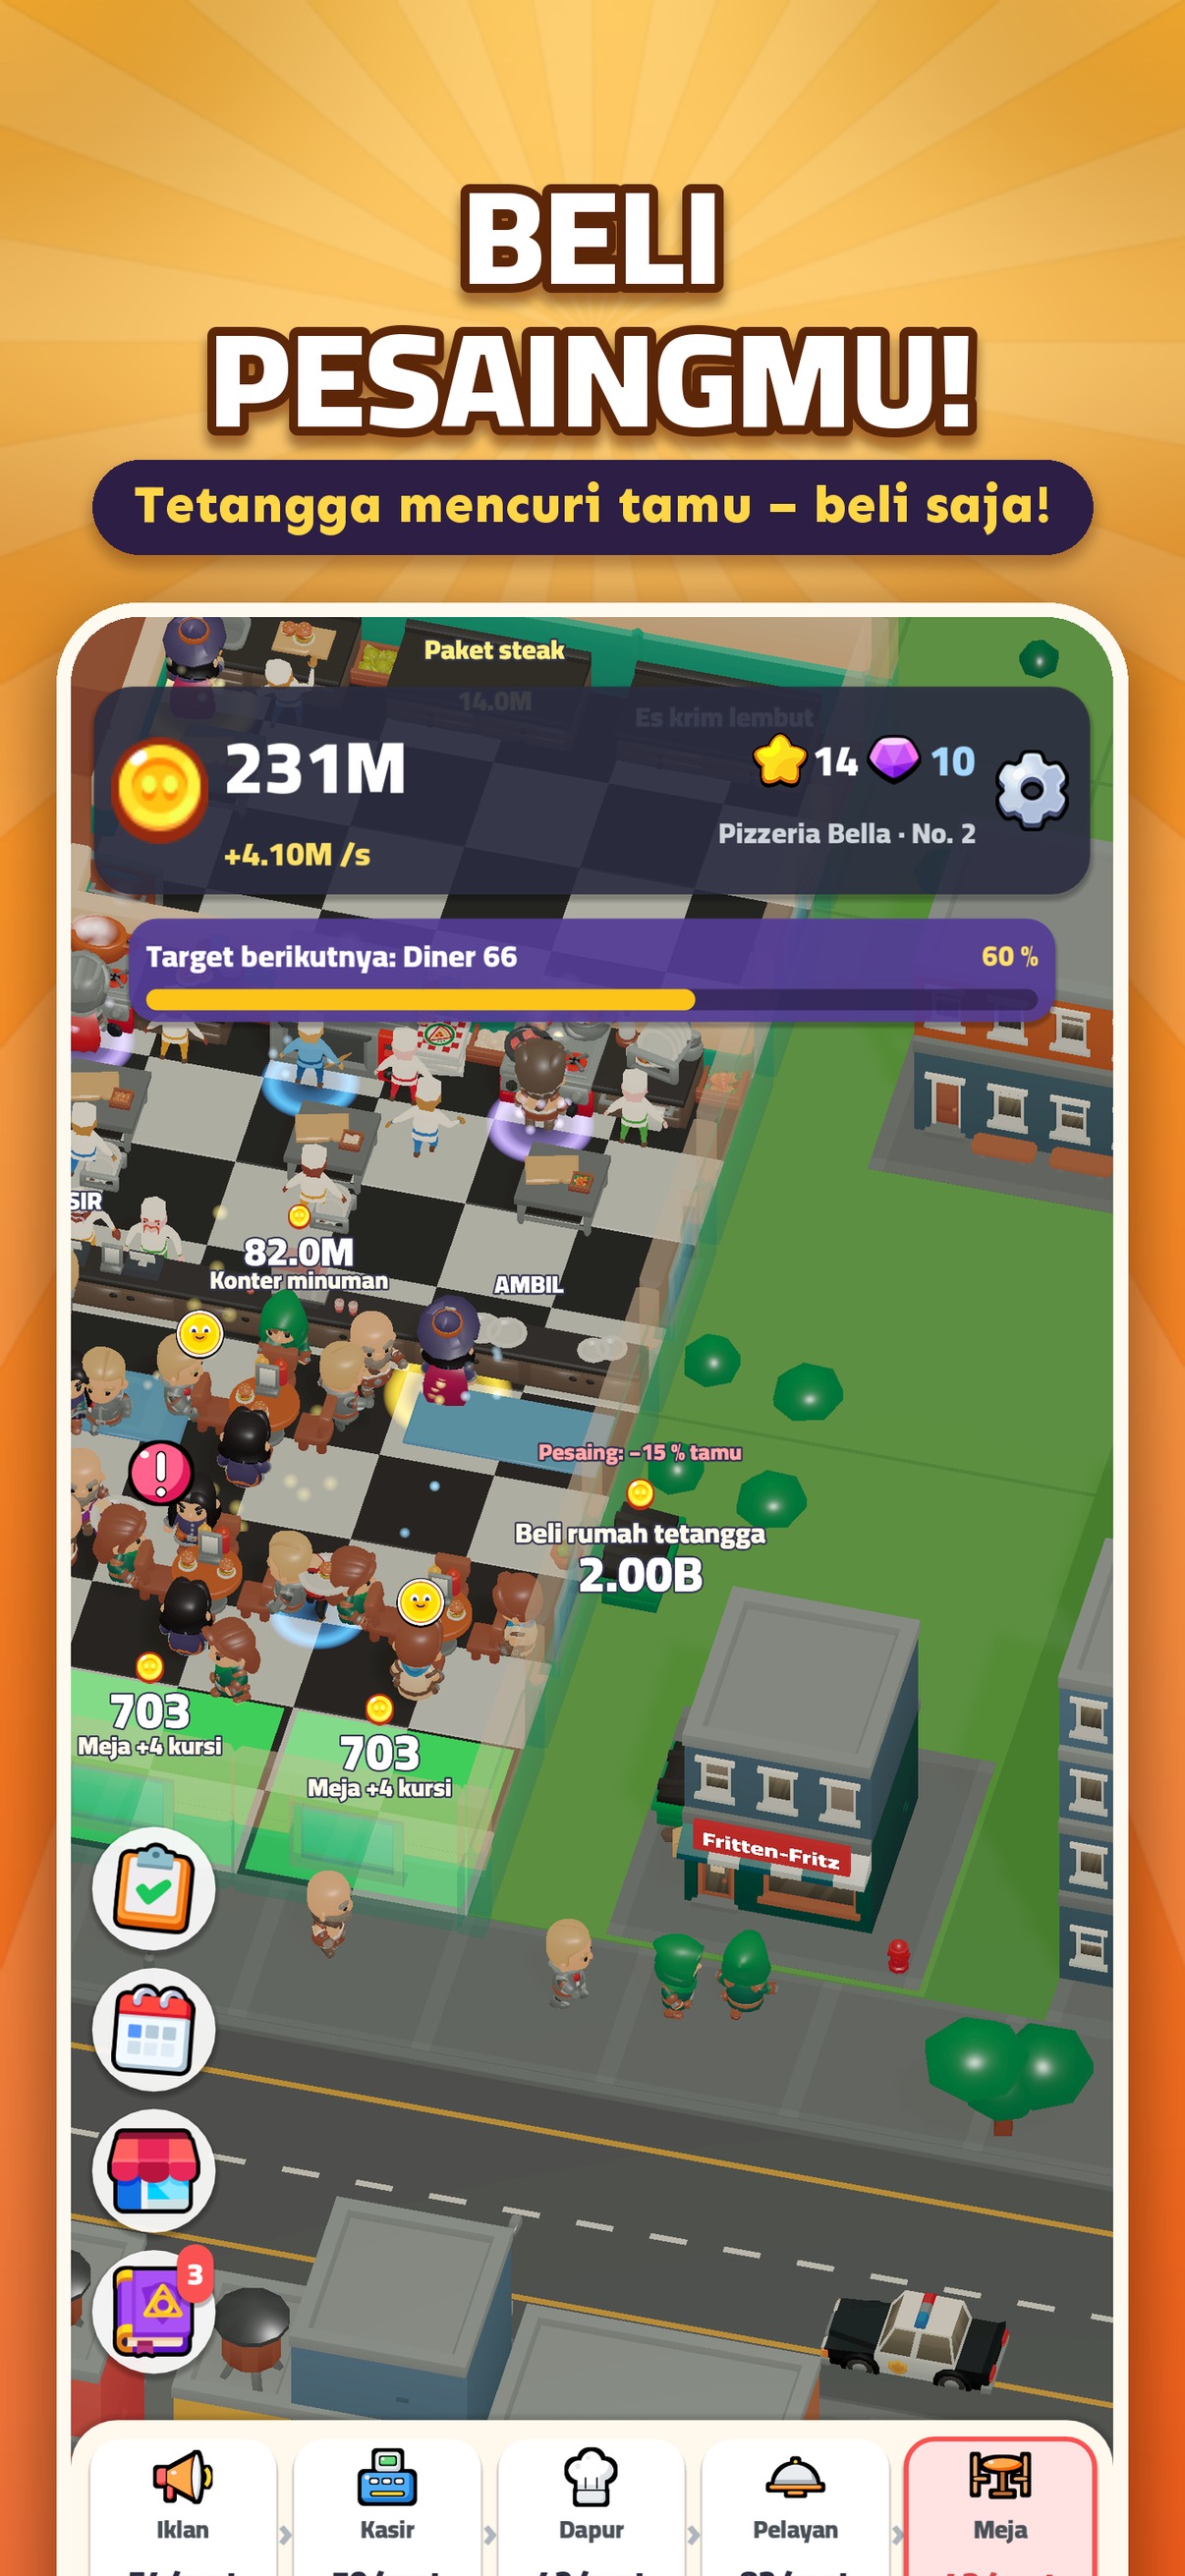 BELI
PESAINGMU!
Tetangga mencuri tamu – beli saja!
Paket steak
14.0M
Es krim lembut
231M
+4.10M /s
14
10
Pizzeria Bella · No. 2
Target berikutnya: Diner 66
60 %
SIR
82.0M
Konter minuman
AMBIL
Pesaing: −15 % tamu
Beli rumah tetangga
2.00B
703
Meja +4 kursi
703
Meja +4 kursi
Fritten-Fritz
3
Iklan
Kasir
Dapur
Pelayan
Meja